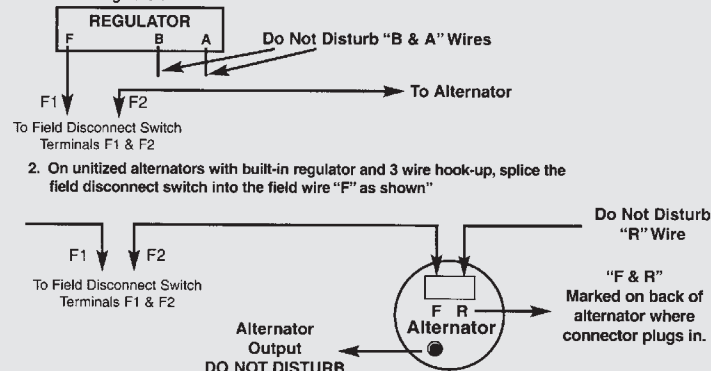 REGULATOR
F B A
Do Not Disturb “B & A” Wires
F1 F2
To Alternator
To Field Disconnect Switch
Terminals F1 & F2
2. On unitized alternators with built-in regulator and 3 wire hook-up, splice the
field disconnect switch into the field wire “F” as shown”
Do Not Disturb
“R” Wire
F1 F2
To Field Disconnect Switch
Terminals F1 & F2
“F & R”
Marked on back of
alternator where
connector plugs in.
F R
Alternator
Alternator
Output
DO NOT DISTURB